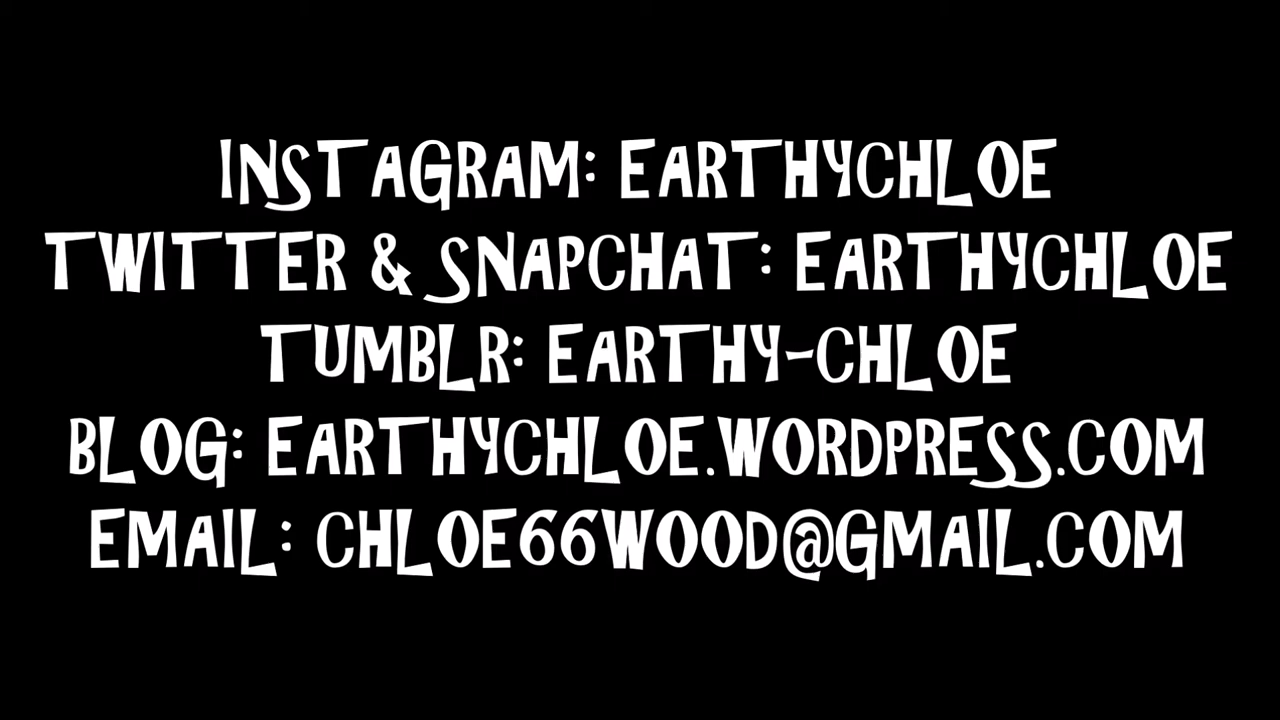 INSTAGRAM: EARTHYCHLOE
TWITTER & SNAPCHAT: EARTHYCHLOE
TUMBLR: EARTHY-CHLOE
BLOG: EARTHYCHLOE.WORDPRESS.COM
EMAIL: CHLOE66WOOD@GMAIL.COM